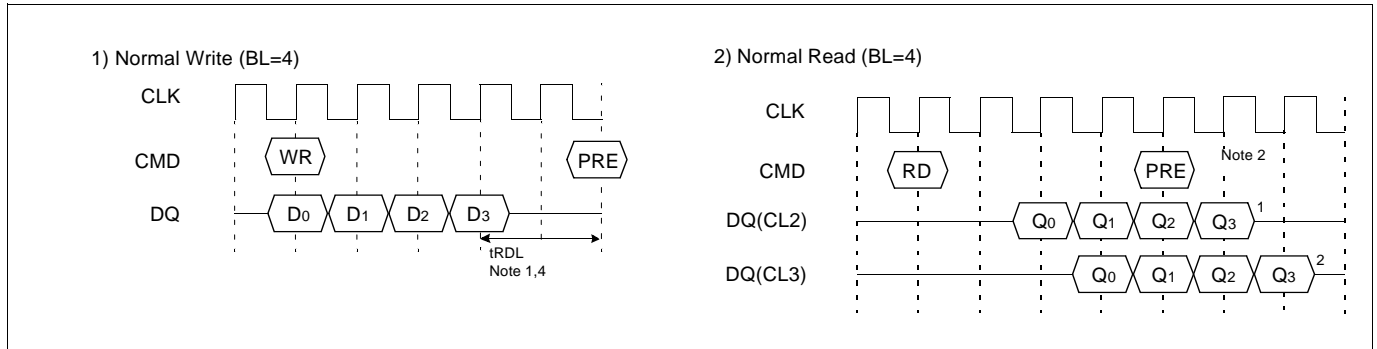 1) Normal Write (BL=4)
CLK
CMD
WR
PRE
DQ
D0
D1
D2
D3
tRDL
Note 1,4
2) Normal Read (BL=4)
CLK
CMD
RD
PRE
Note 2
DQ(CL2)
Q0
Q1
Q2
Q3
1
DQ(CL3)
Q0
Q1
Q2
Q3
2